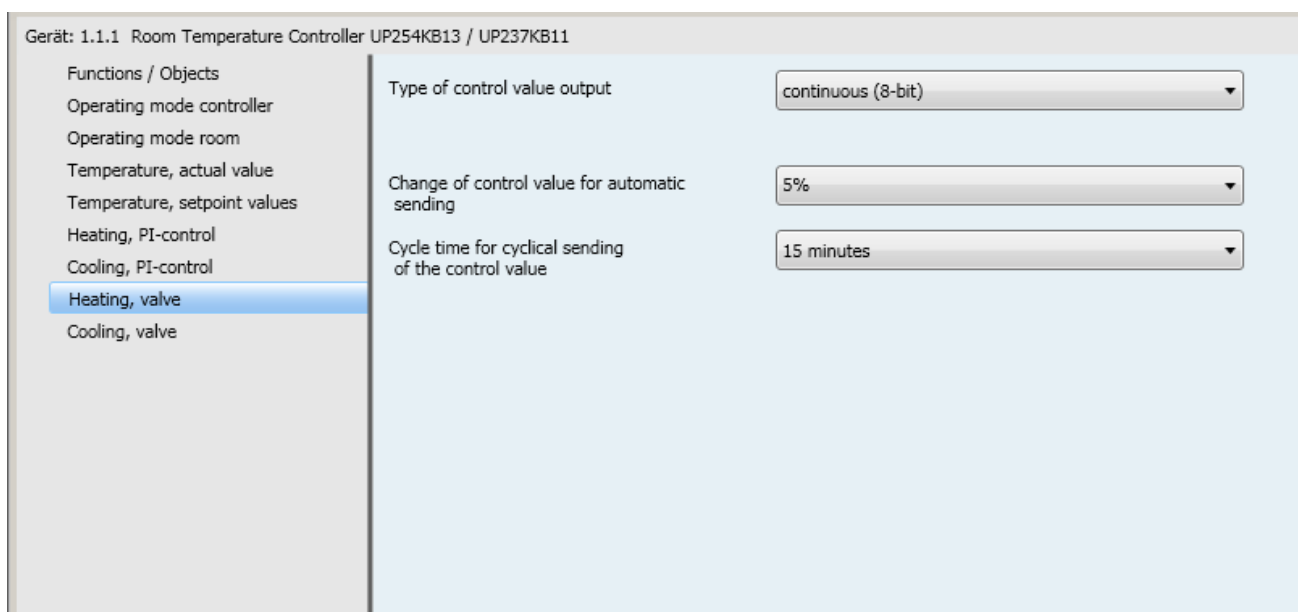 Gerät: 1.1.1 Room Temperature Controller UP254KB13 / UP237KB11
Functions / Objects
Operating mode controller
Operating mode room
Temperature, actual value
Temperature, setpoint values
Heating, PI-control
Cooling, PI-control
Heating, valve
Cooling, valve
Type of control value output
continuous (8-bit)
Change of control value for automatic
sending
5%
Cycle time for cyclical sending
of the control value
15 minutes